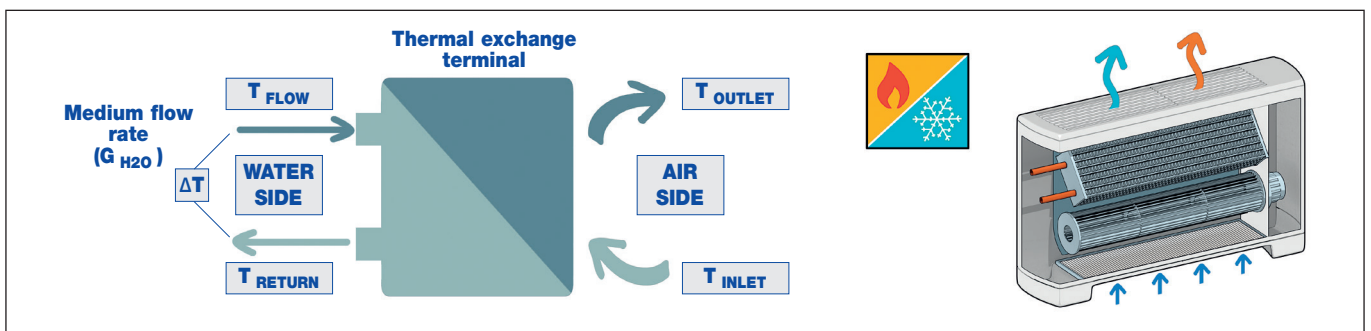 Thermal exchange
terminal
T FLOW
Medium flow
rate
(G H2O )
ΔT
WATER
SIDE
T RETURN
T OUTLET
AIR
SIDE
T INLET